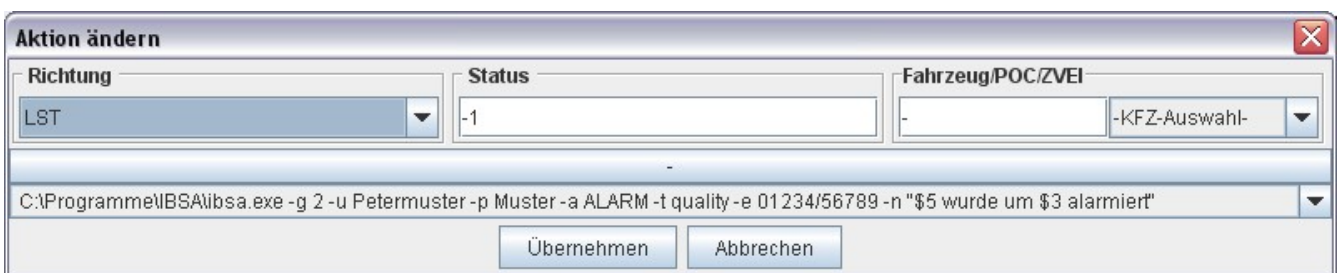 Aktion ändern
Richtung Status Fahrzeug/POC/ZVEI
LST -1 - -KFZ-Auswahl-
-
C:\Programme\IBSA\ibsa.exe -g 2 -u Petermuster -p Muster -a ALARM -t quality -e 01234/56789 -n "$5 wurde um $3 alarmiert"
Übernehmen Abbrechen